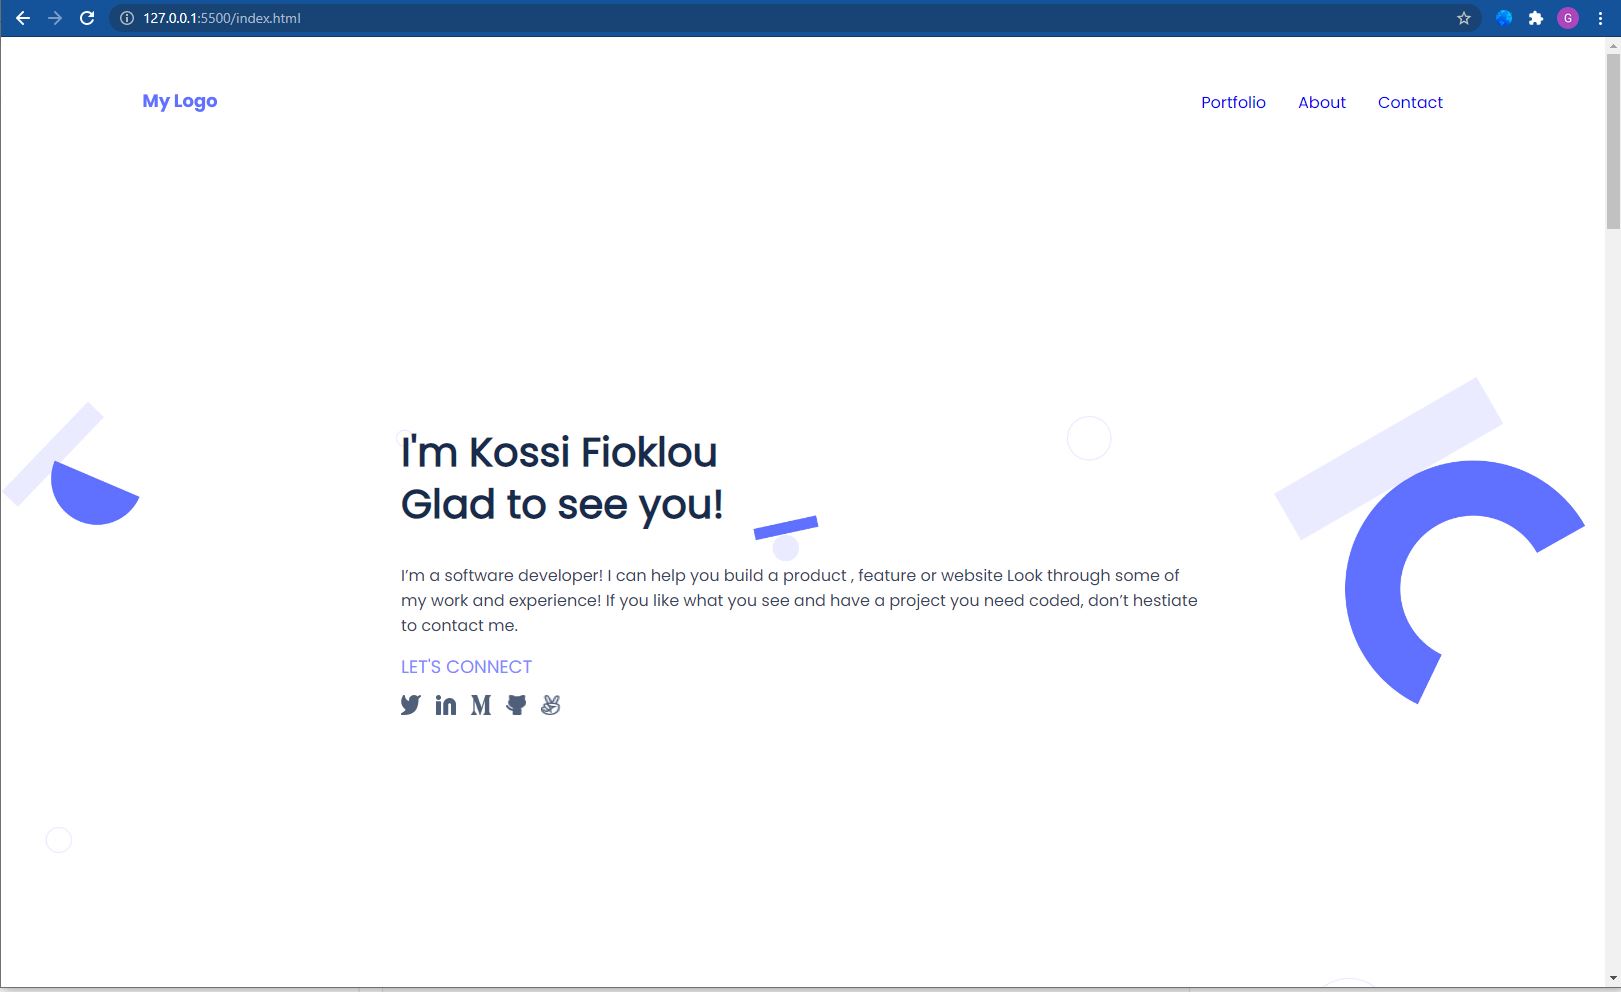 127.0.0.1:5500/index.html
G
My Logo
Portfolio About Contact
I'm Kossi Fioklou
Glad to see you!
I’m a software developer! I can help you build a product , feature or website Look through some of
my work and experience! If you like what you see and have a project you need coded, don’t hestiate
to contact me.
LET'S CONNECT